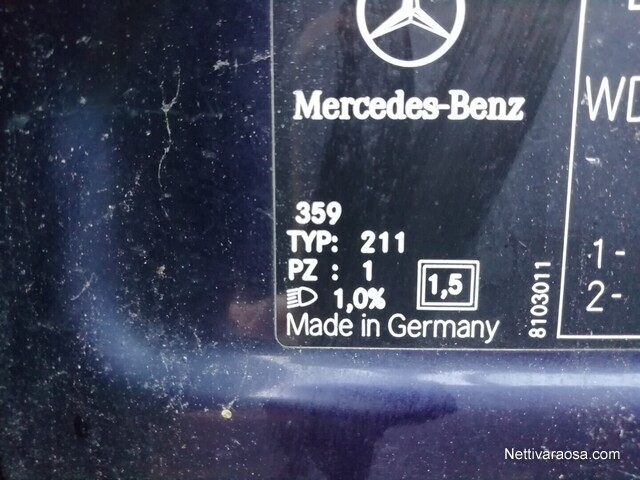 Mercedes-Benz
WD
359
TYP: 211
PZ : 1
1,0%
1,5
Made in Germany
8103011
1-
2-
Nettivaraosa.com